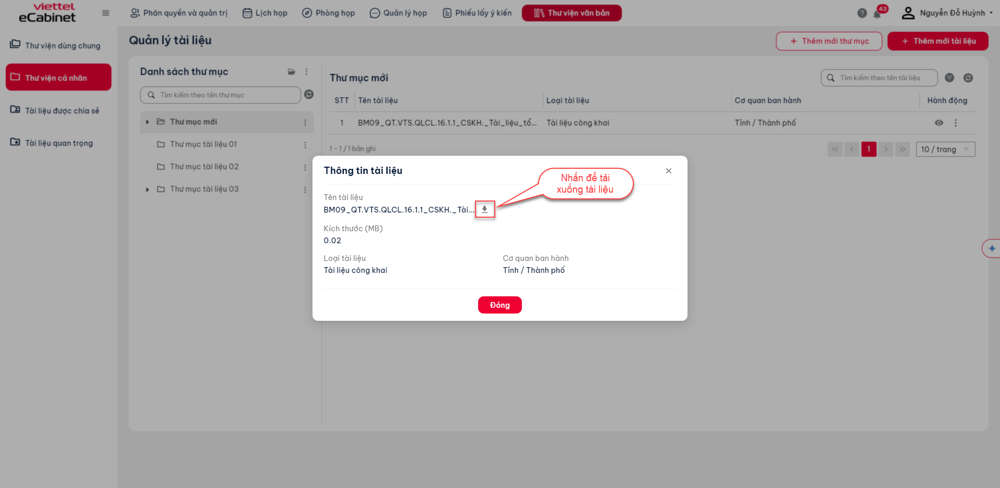 viettel
eCabinet
Phân quyền và quản trị
Lịch họp
Phòng họp
Quản lý họp
Phiếu lấy ý kiến
Thư viện văn bản
43
Nguyễn Đỗ Huỳnh
Thư viện dùng chung
Thư viện cá nhân
Tài liệu được chia sẻ
Tài liệu quan trọng
Quản lý tài liệu
+ Thêm mới thư mục
+ Thêm mới tài liệu
Danh sách thư mục
Tìm kiếm theo tên thư mục
Thư mục mới
Thư mục tài liệu 01
Thư mục tài liệu 02
Thư mục tài liệu 03
Thư mục mới
Tìm kiếm theo tên tài liệu
STT Tên tài liệu Loại tài liệu Cơ quan ban hành Hành động
1 BM09_QT.VTS.QLCL.16.1.1_CSKH._Tài_liệu_tổ... Tài liệu công khai Tỉnh / Thành phố
1 - 1 / 1 bản ghi
1
10 / trang
Thông tin tài liệu
Nhấn để tải
xuống tài liệu
Tên tài liệu
BM09_QT.VTS.QLCL.16.1.1_CSKH._Tài...
Kích thước (MB)
0.02
Loại tài liệu Cơ quan ban hành
Tài liệu công khai Tỉnh / Thành phố
Đóng